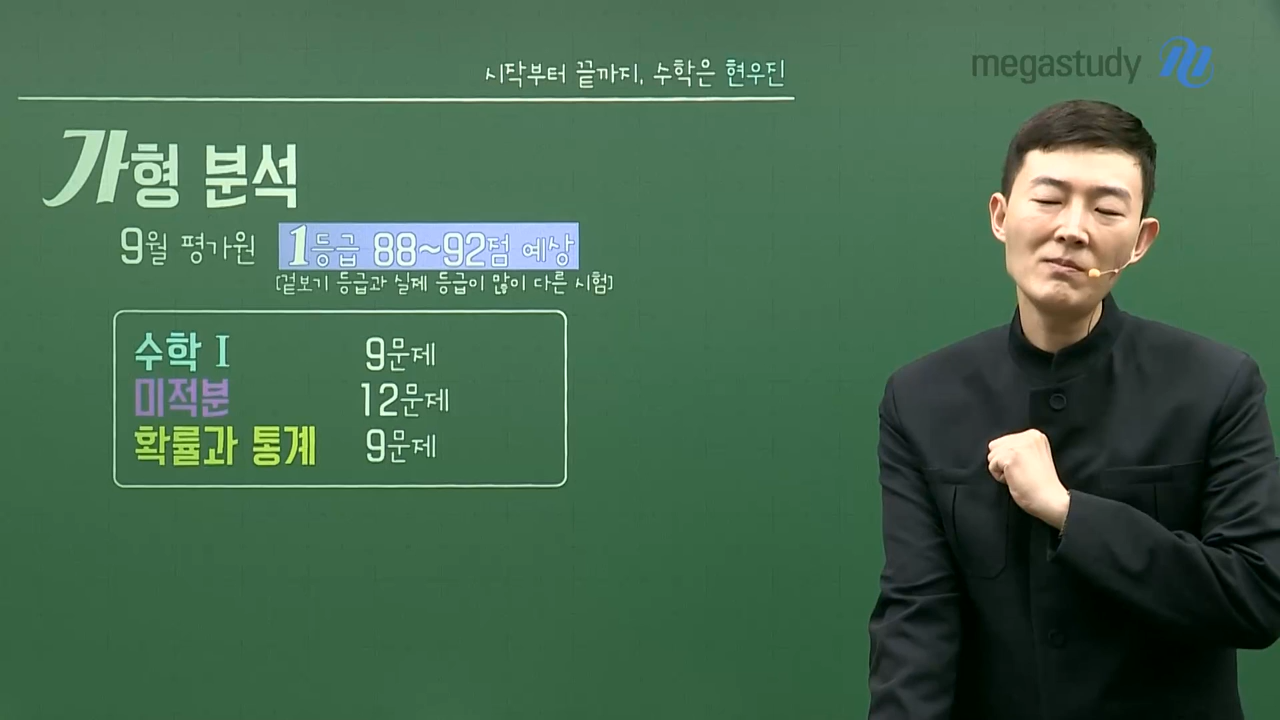 megastudy
시작부터 끝까지, 수학은 현우진
가형 분석
9월 평가원 1등급 88~92점 예상
[겉보기 등급과 실제 등급이 많이 다른 시험]
수학 I 9문제
미적분 12문제
확률과 통계 9문제